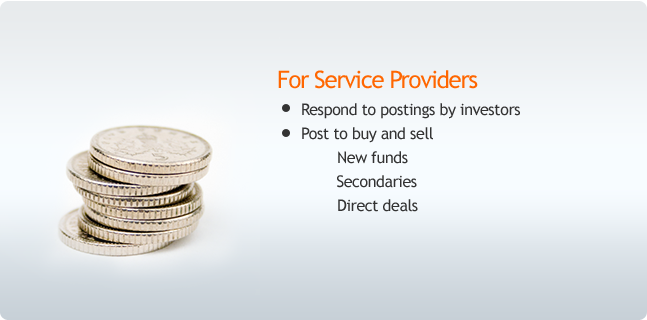 For Service Providers
• Respond to postings by investors
• Post to buy and sell
New funds
Secondaries
Direct deals